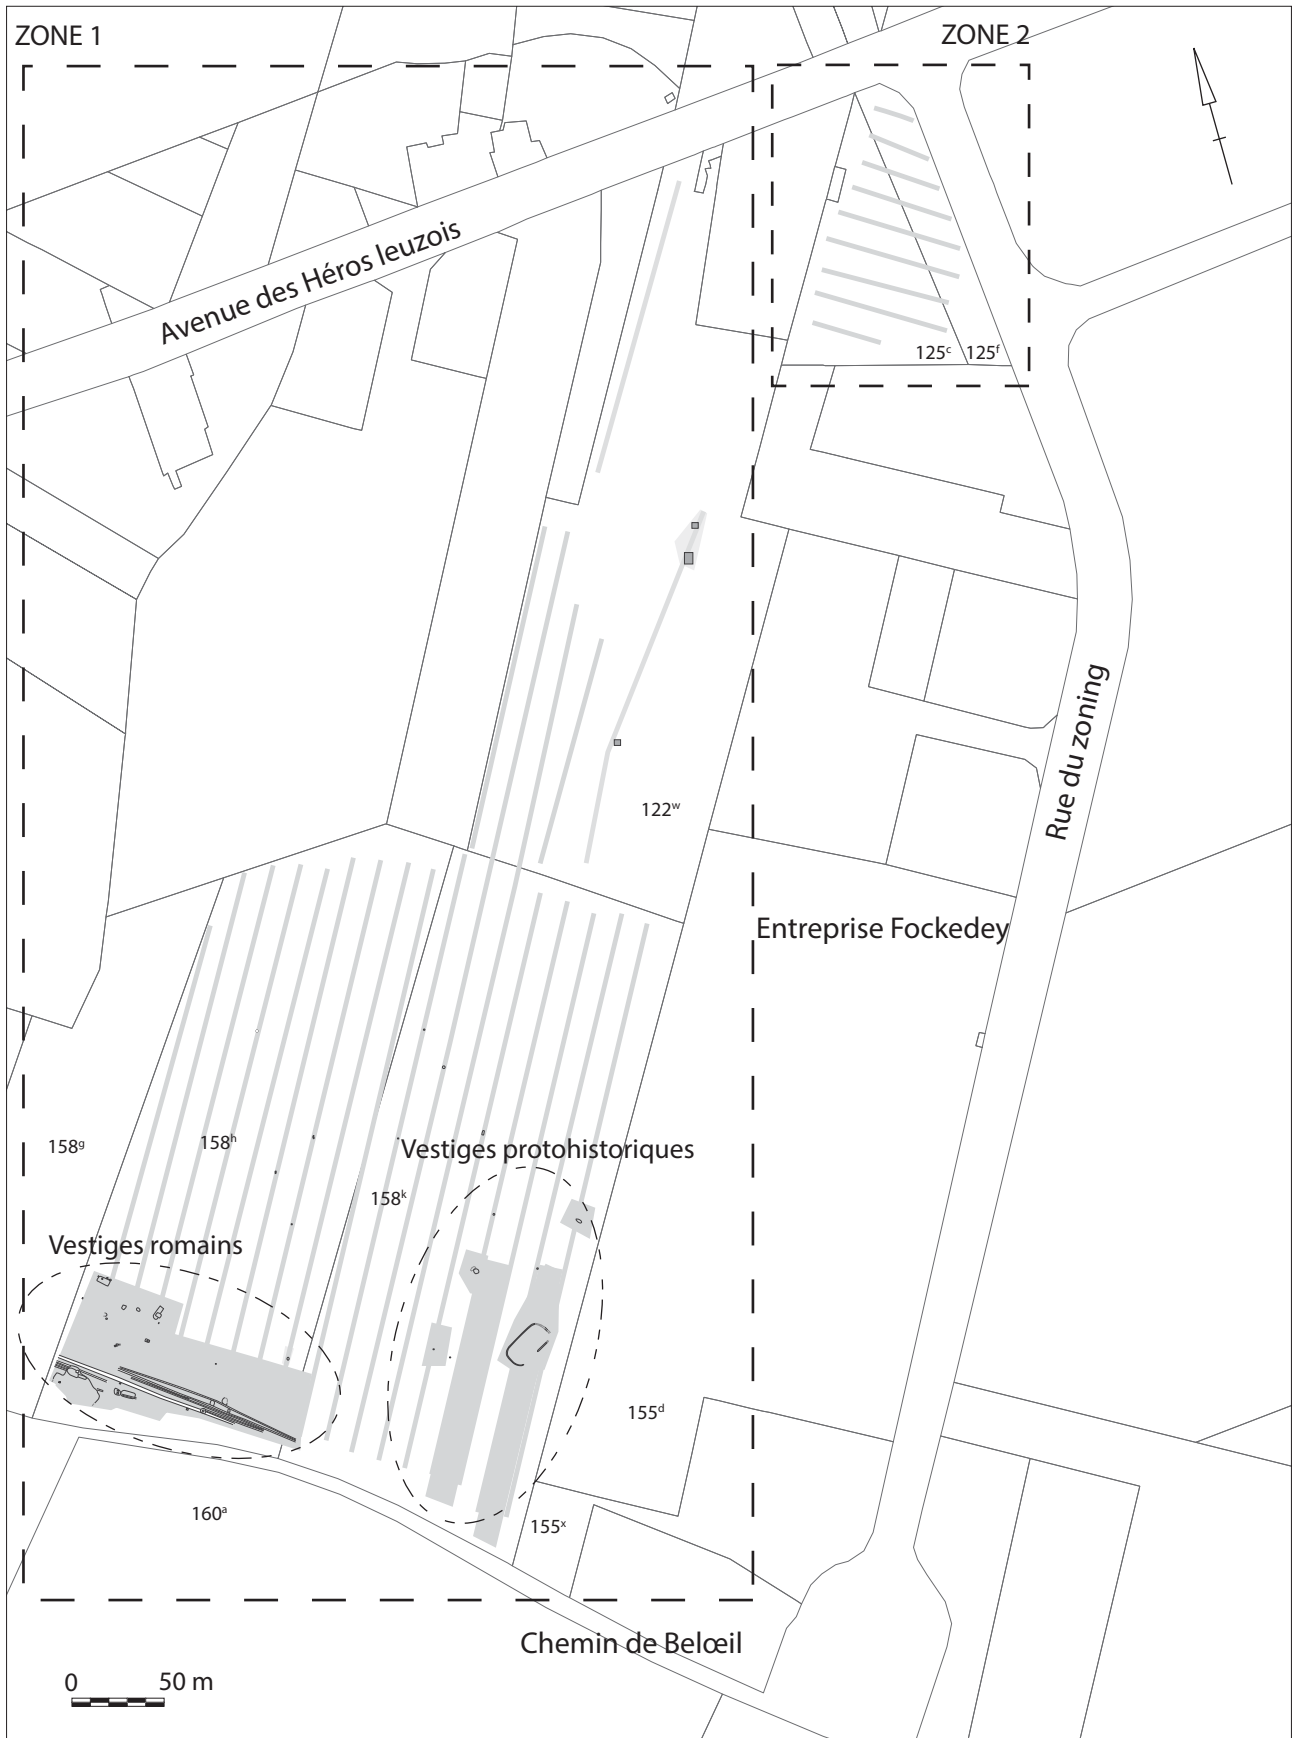 ZONE 1
ZONE 2
Avenue des Héros leuzois
125ᶜ 125ᶠ
Rue du zoning
122ʷ
Entreprise Fockedey
158ᵍ
158ʰ
Vestiges protohistoriques
158ᵏ
Vestiges romains
155ᵈ
160ᵃ
155ˣ
Chemin de Belœil
0 50 m